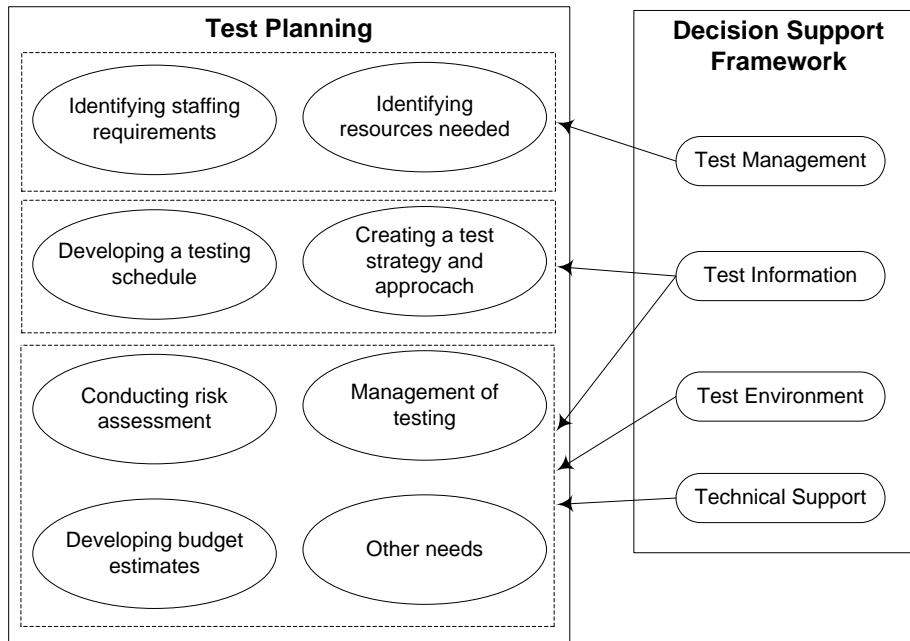 Test Planning
Identifying staffing
requirements
Identifying
resources needed
Developing a testing
schedule
Creating a test
strategy and
approcach
Conducting risk
assessment
Management of
testing
Developing budget
estimates
Other needs
Decision Support
Framework
Test Management
Test Information
Test Environment
Technical Support